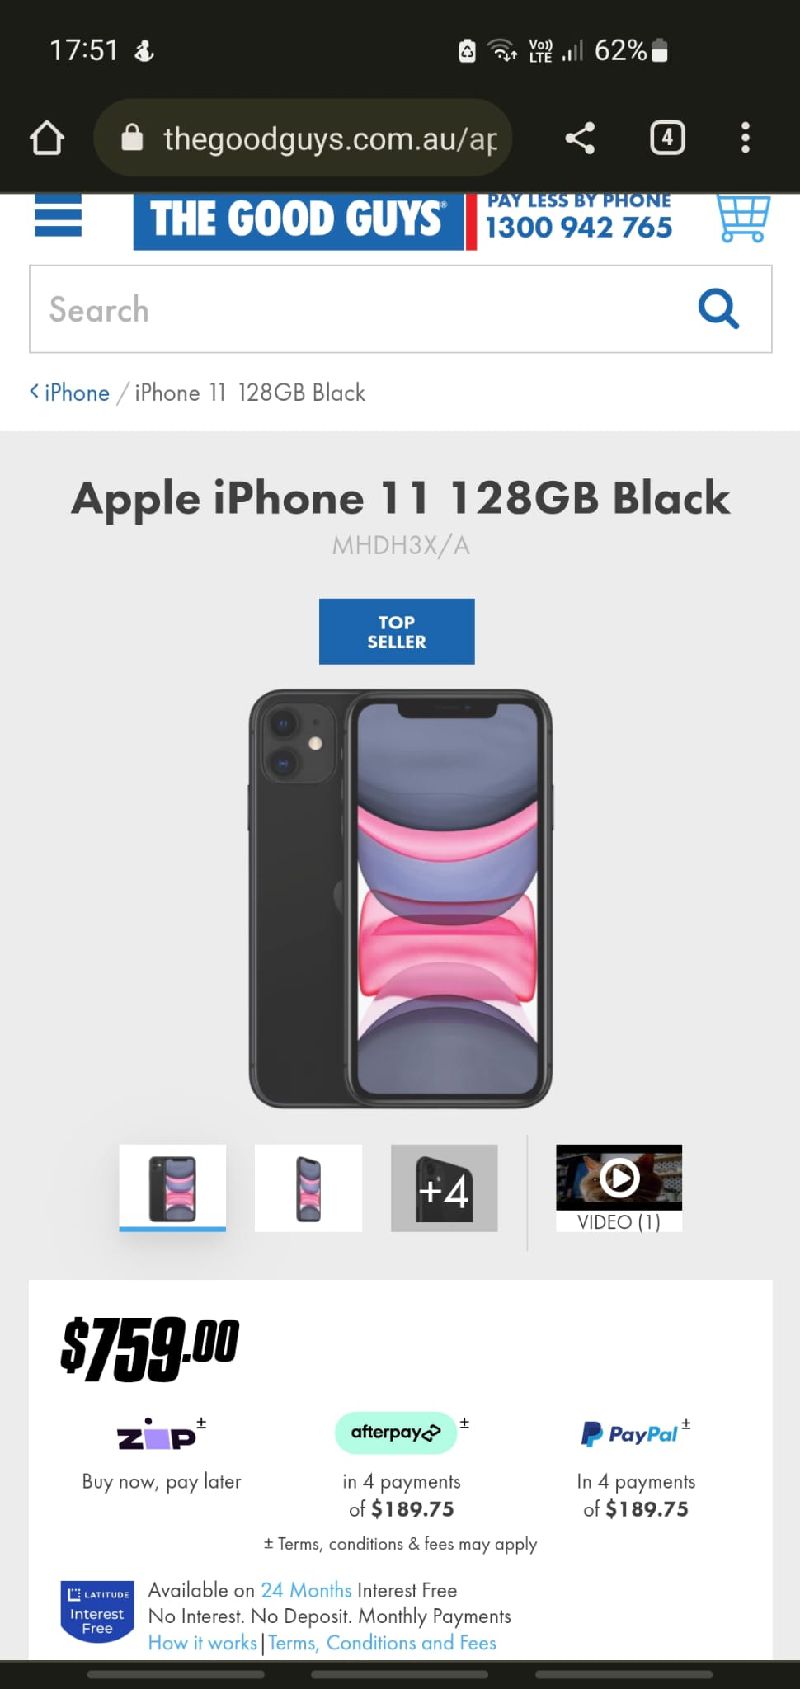 17:51 Vo)) LTE 62%
thegoodguys.com.au/ap 4
THE GOOD GUYS® PAY LESS BY PHONE
1300 942 765
Search
iPhone / iPhone 11 128GB Black
Apple iPhone 11 128GB Black
MHDH3X/A
TOP
SELLER
+4
VIDEO (1)
$759.00
zip± afterpay± PayPal±
Buy now, pay later in 4 payments In 4 payments
of $189.75 of $189.75
± Terms, conditions & fees may apply
LATITUDE
Interest
Free
Available on 24 Months Interest Free
No Interest. No Deposit. Monthly Payments
How it works | Terms, Conditions and Fees